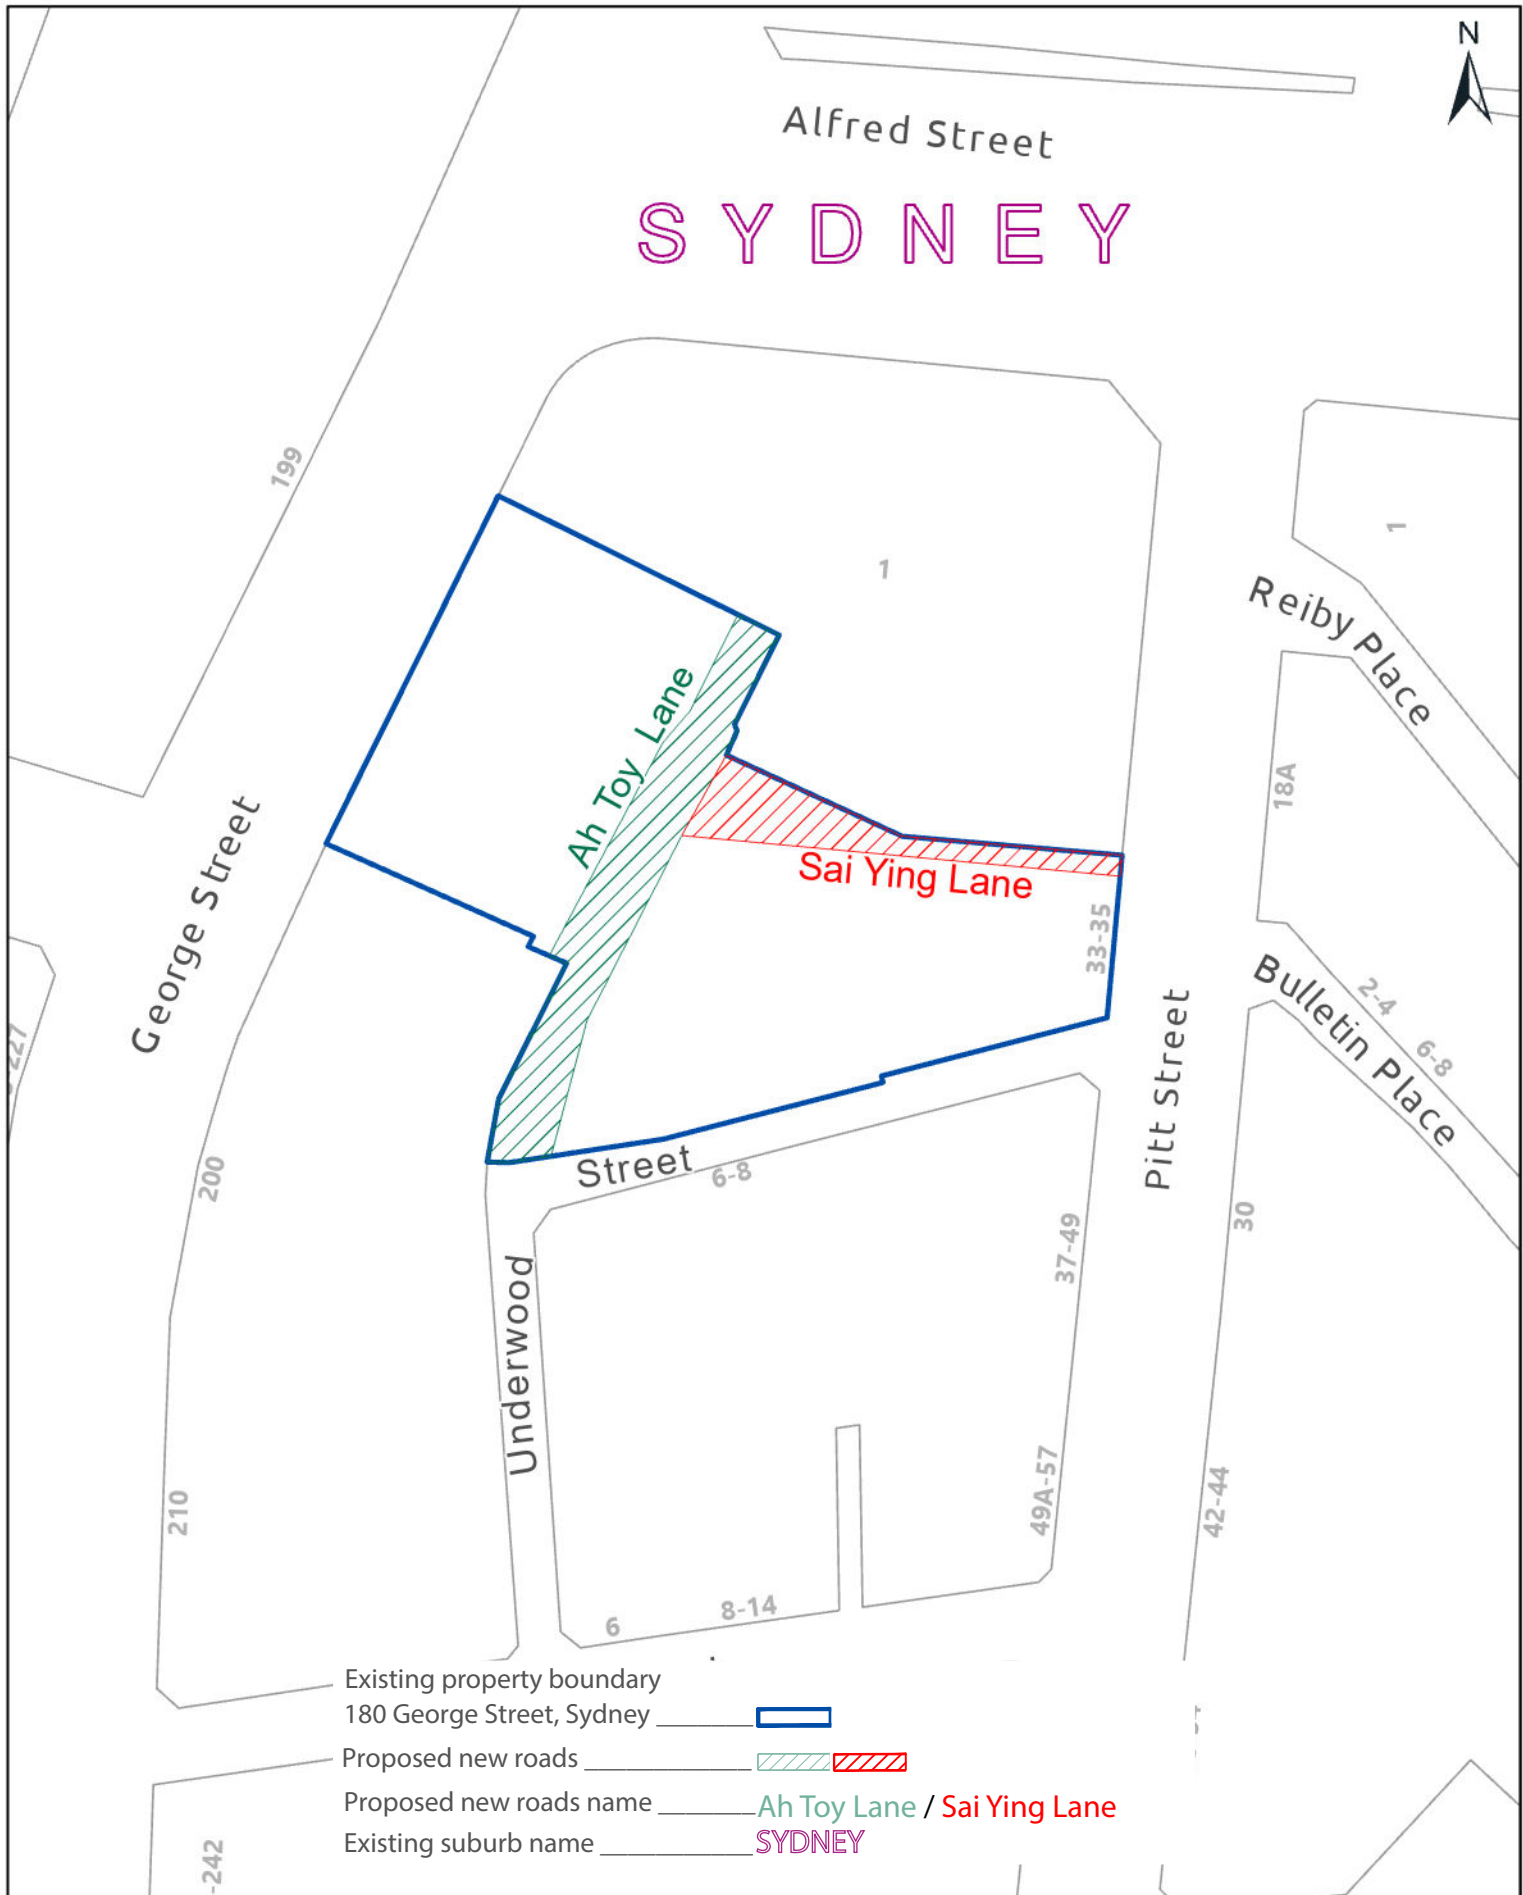 N
Alfred Street
SYDNEY
199
1
1
Reiby Place
Ah Toy Lane
18A
Sai Ying Lane
George Street
33-35
Bulletin Place
2-4
6-8
Pitt Street
200
Street
6-8
30
37-49
Underwood
49A-57
42-44
210
6
8-14
Existing property boundary
180 George Street, Sydney
Proposed new roads
Proposed new roads name Ah Toy Lane / Sai Ying Lane
Existing suburb name SYDNEY
-242